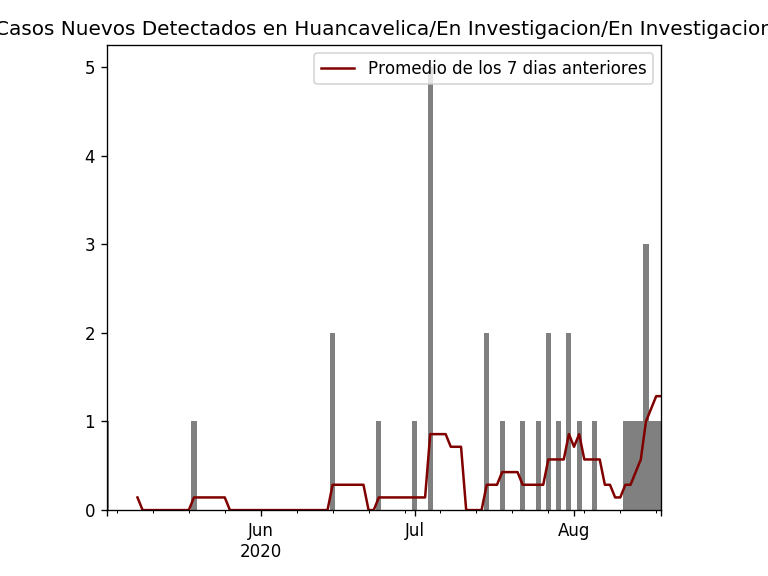 Casos Nuevos Detectados en Huancavelica/En Investigacion/En Investigacion
Promedio de los 7 dias anteriores
5
4
3
2
1
0
Jun
2020
Jul
Aug